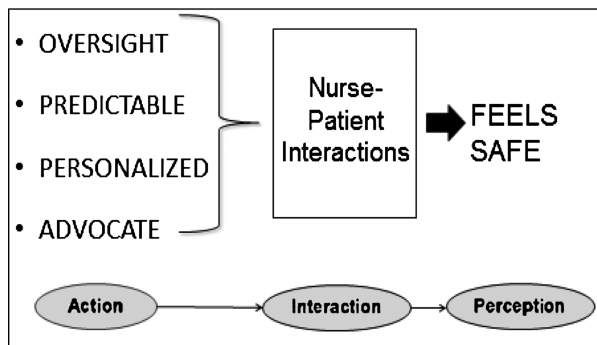 • OVERSIGHT
• PREDICTABLE
• PERSONALIZED
• ADVOCATE
Nurse-
Patient
Interactions
FEELS
SAFE
Action
Interaction
Perception